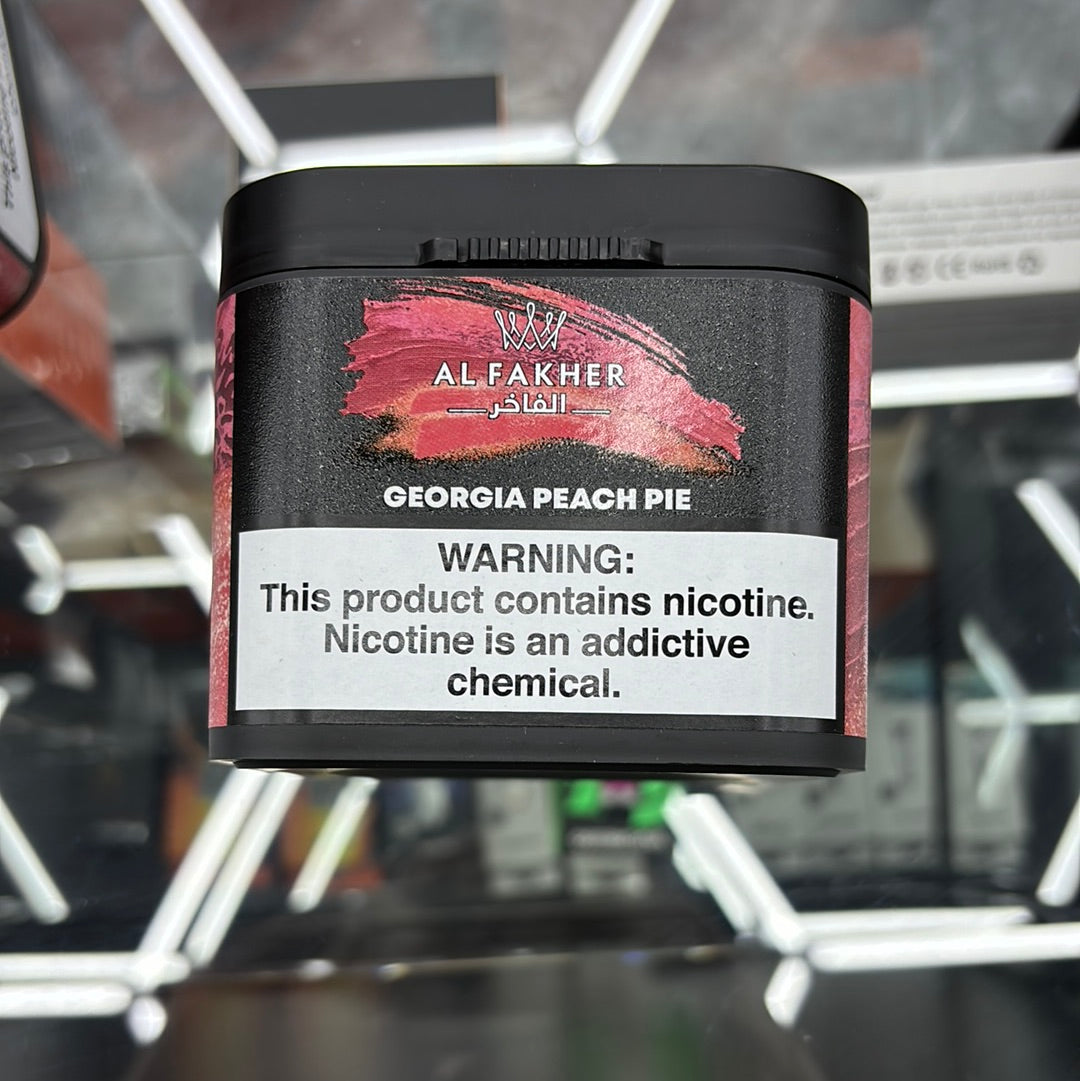 AL FAKHER
الفاخر
GEORGIA PEACH PIE
WARNING:
This product contains nicotine.
Nicotine is an addictive
chemical.